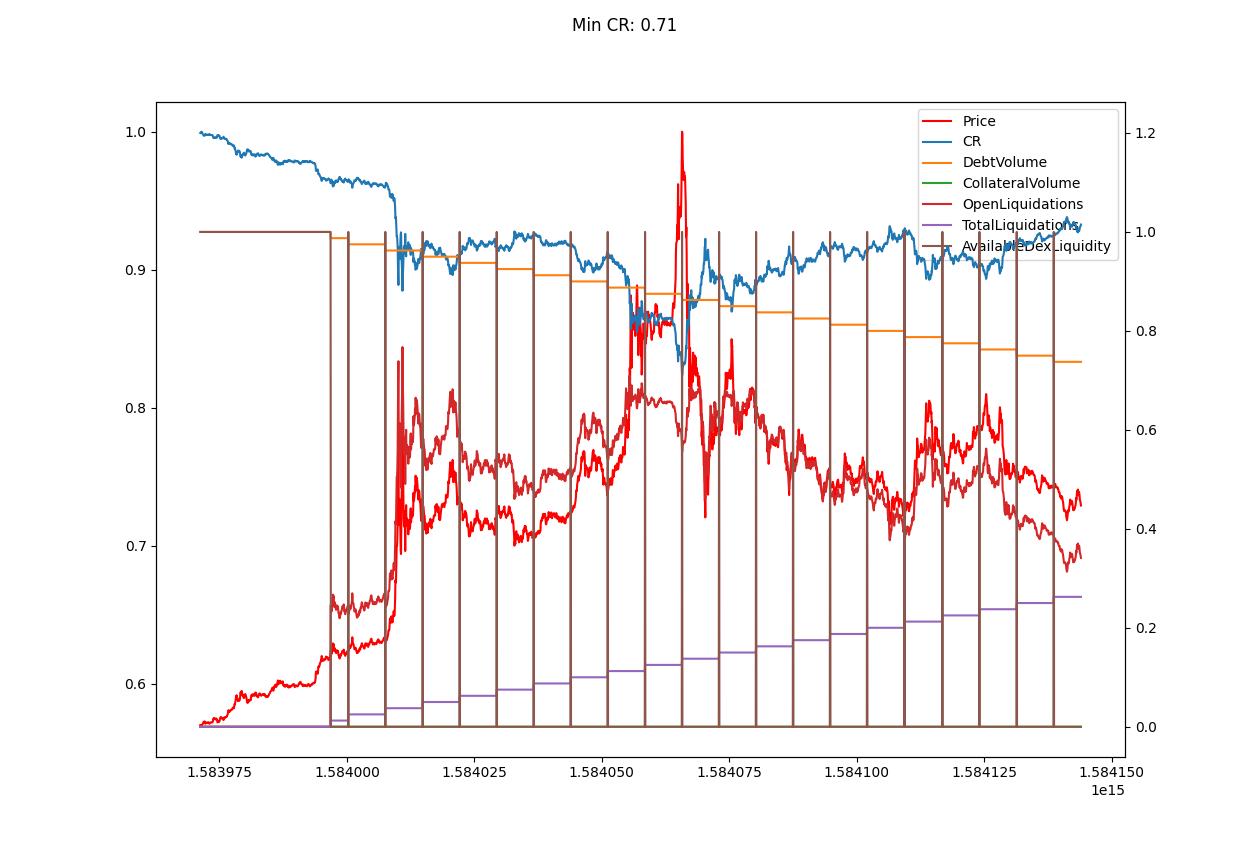 Min CR: 0.71
1.0
0.9
0.8
0.7
0.6
Price
CR
DebtVolume
CollateralVolume
OpenLiquidations
TotalLiquidations
AvailableDexLiquidity
1.2
1.0
0.8
0.6
0.4
0.2
0.0
1.583975 1.584000 1.584025 1.584050 1.584075 1.584100 1.584125 1.584150
1e15